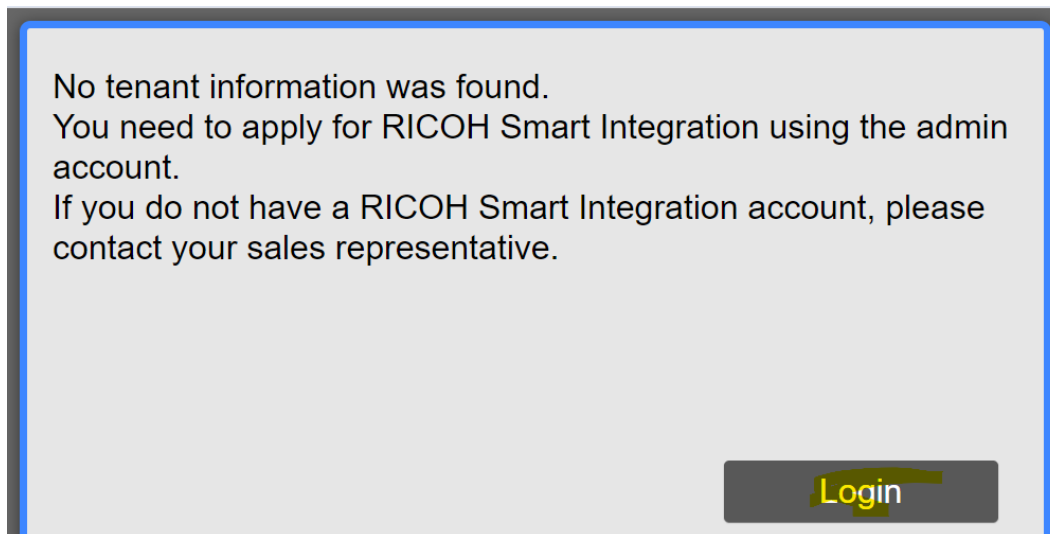 No tenant information was found.
You need to apply for RICOH Smart Integration using the admin
account.
If you do not have a RICOH Smart Integration account, please
contact your sales representative.
Login